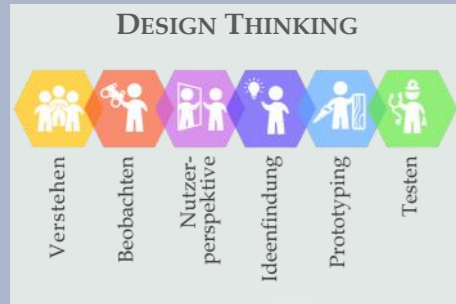 DESIGN THINKING
Verstehen
Beobachten
Nutzer-
perspektive
Ideenfindung
Prototyping
Testen